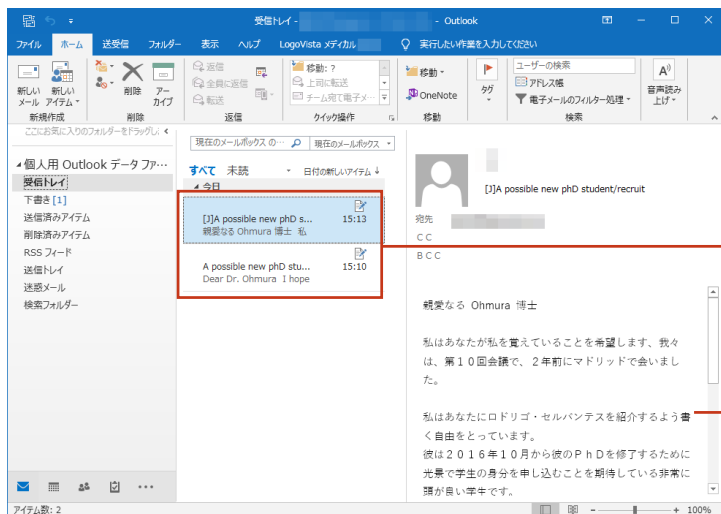 受信トレイ - - Outlook
ファイル ホーム 送受信 フォルダー 表示 ヘルプ LogoVista メディカル 実行したい作業を入力してください
新しい メール
新しい アイテム
新規作成
削除
アー カイブ
削除
返信
全員に返信
転送
返信
移動: ?
上司に転送
チーム宛て電子メ…
クイック操作
移動
OneNote
移動
タグ
ユーザーの検索
アドレス帳
電子メールのフィルター処理
検索
音声読み 上げ
ここにお気に入りのフォルダーをドラッグし
個人用 Outlook データ ファ…
受信トレイ
下書き [1]
送信済みアイテム
削除済みアイテム
RSS フィード
送信トレイ
迷惑メール
検索フォルダー
現在のメールボックス の… 現在のメールボックス
すべて 未読 日付の新しいアイテム ↓
今日
[J]A possible new phD s... 15:13
親愛なる Ohmura 博士 私
A possible new phD stu... 15:10
Dear Dr. Ohmura I hope
[J]A possible new phD student/recruit
宛先
CC
BCC
親愛なる Ohmura 博士
私はあなたが私を覚えていることを希望します、我々
は、第10回会議で、2年前にマドリッドで会いまし
た。
私はあなたにロドリゴ・セルバンテスを紹介するよう書
く自由をとっています。
彼は2016年10月から彼のPhDを修了するために
光景で学生の身分を申し込むことを期待している非常に
頭が良い学生です。
アイテム数: 2
100%